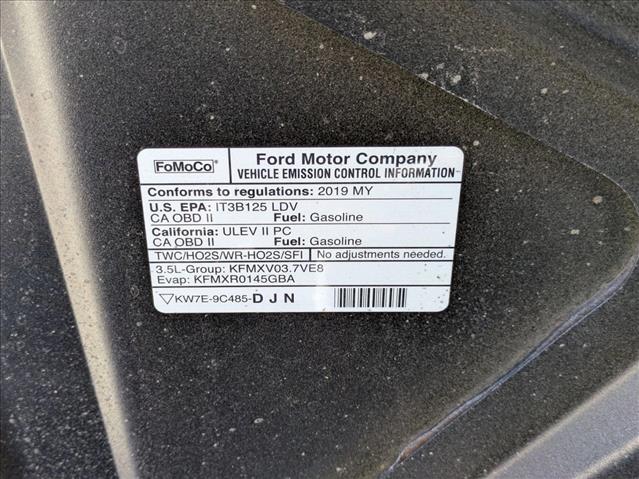 FoMoCo®
Ford Motor Company
VEHICLE EMISSION CONTROL INFORMATION
Conforms to regulations: 2019 MY
U.S. EPA: IT3B125 LDV
CA OBD II Fuel: Gasoline
California: ULEV II PC
CA OBD II Fuel: Gasoline
TWC/HO2S/WR-HO2S/SFI No adjustments needed.
3.5L-Group: KFMXV03.7VE8
Evap: KFMXR0145GBA
KW7E-9C485-DJN